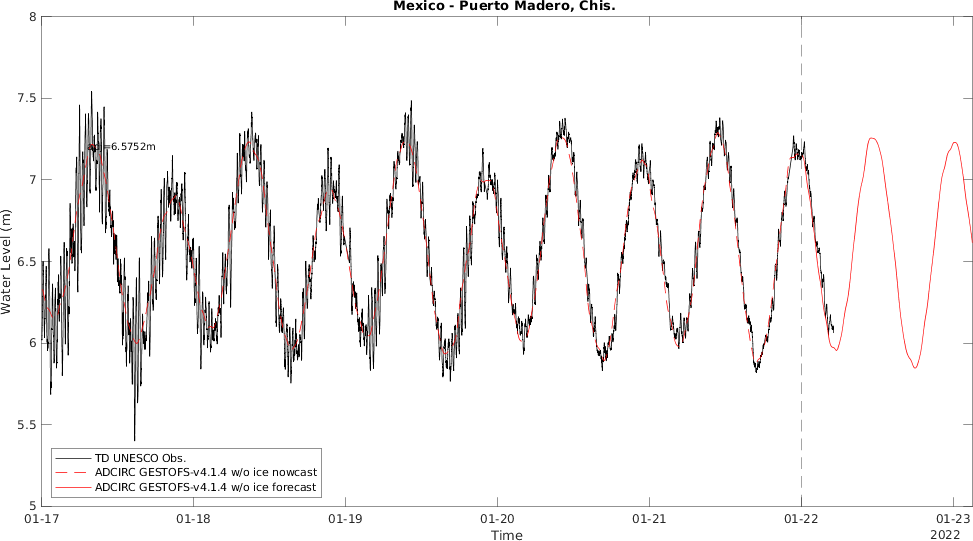 Mexico - Puerto Madero, Chis.
8
7.5
7
6.5
6
5.5
5
Water Level (m)
=6.5752m
TD UNESCO Obs.
ADCIRC GESTOFS-v4.1.4 w/o ice nowcast
ADCIRC GESTOFS-v4.1.4 w/o ice forecast
01-17 01-18 01-19 01-20 01-21 01-22 01-23
Time
2022